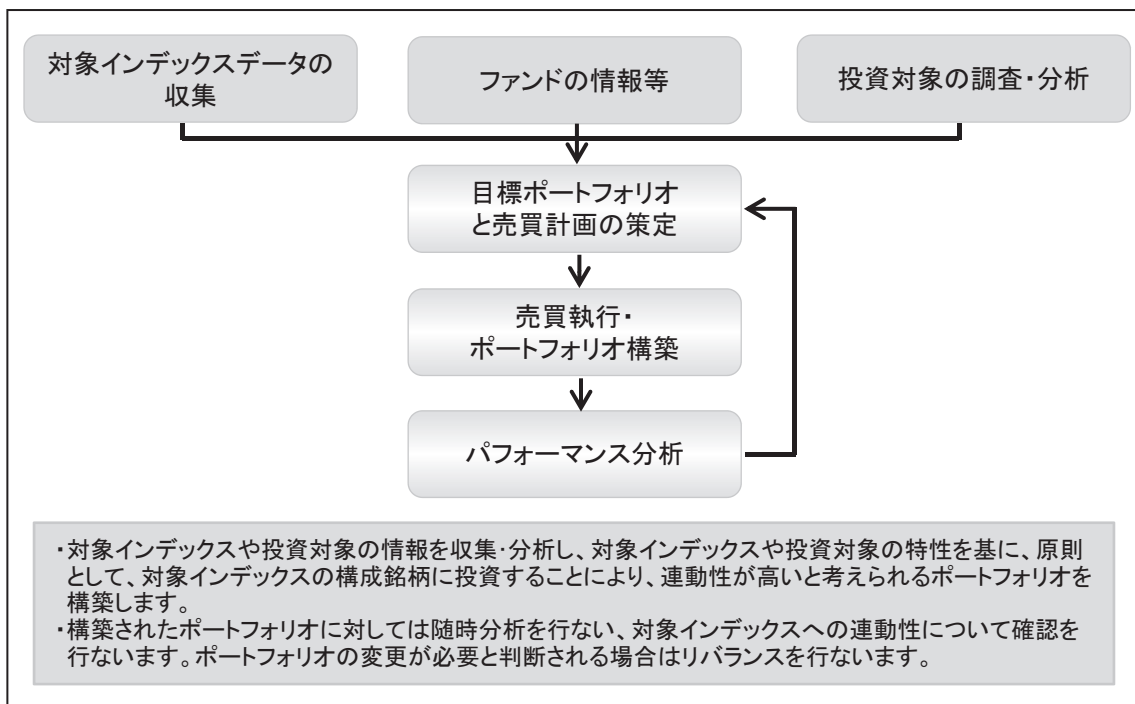 対象インデックスデータの
収集
ファンドの情報等
投資対象の調査・分析
目標ポートフォリオ
と売買計画の策定
売買執行・
ポートフォリオ構築
パフォーマンス分析
・対象インデックスや投資対象の情報を収集・分析し、対象インデックスや投資対象の特性を基に、原則
として、対象インデックスの構成銘柄に投資することにより、連動性が高いと考えられるポートフォリオを
構築します。
・構築されたポートフォリオに対しては随時分析を行ない、対象インデックスへの連動性について確認を
行ないます。ポートフォリオの変更が必要と判断される場合はリバランスを行ないます。